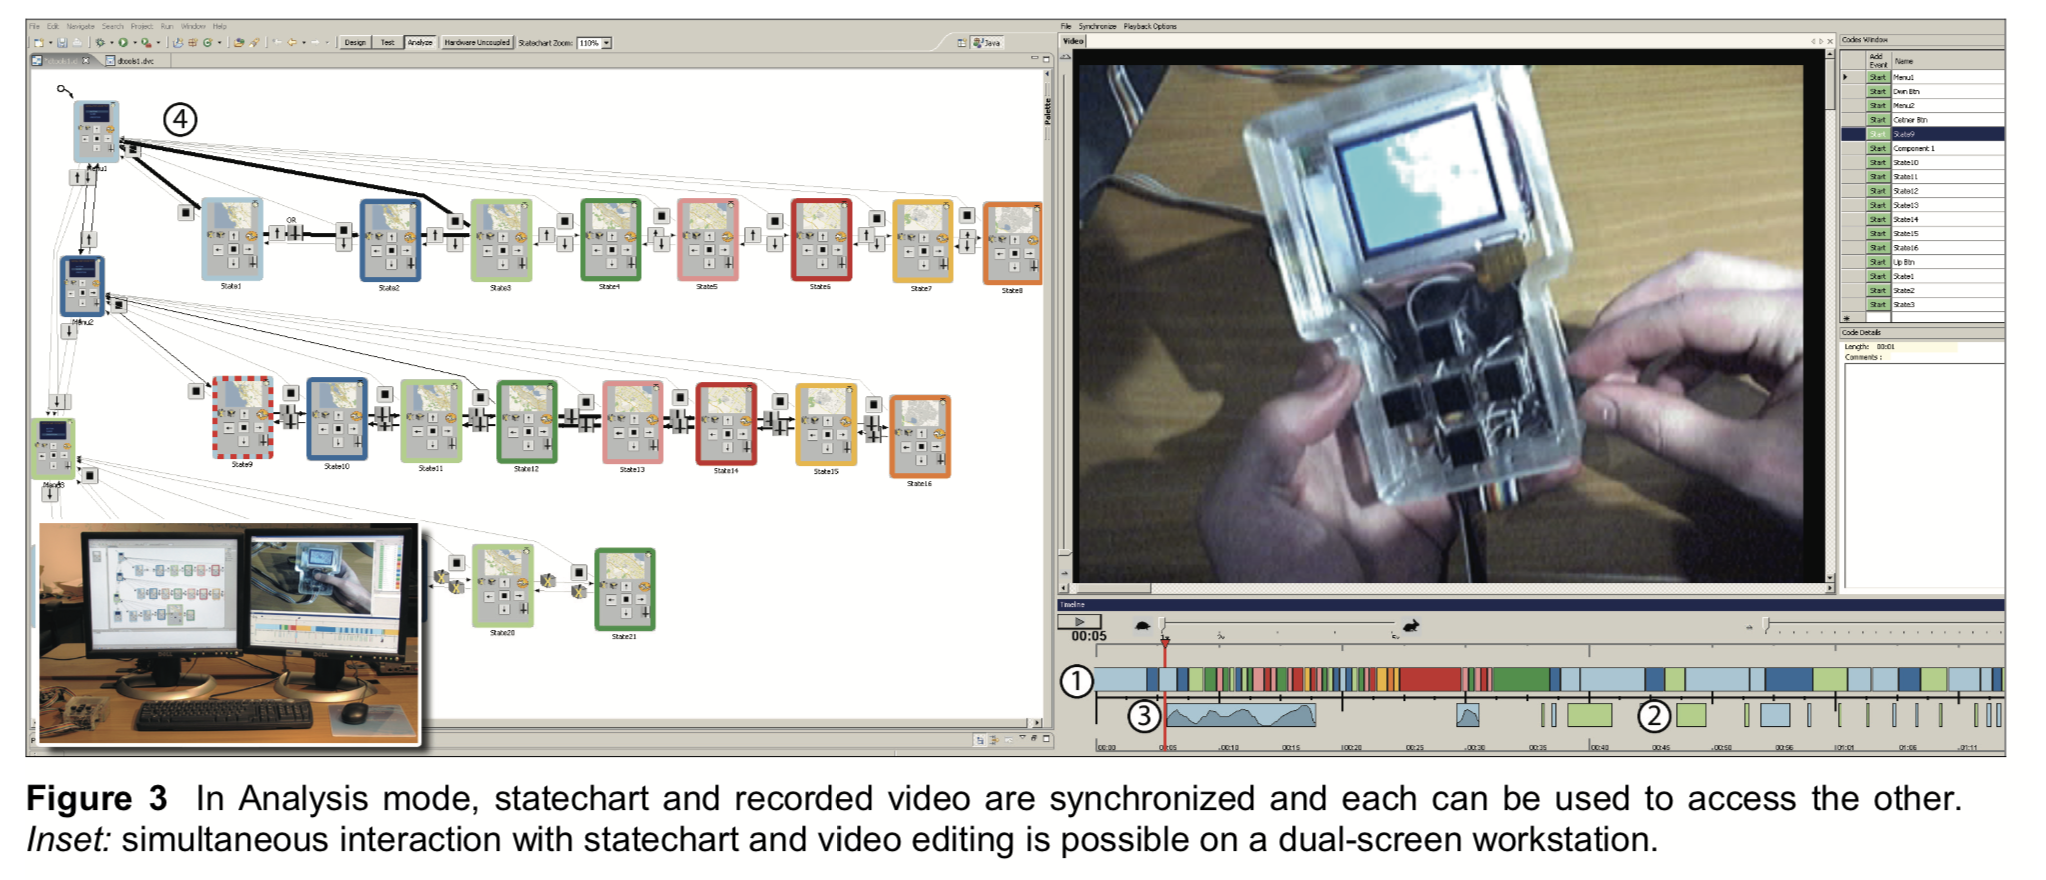 File Edit Navigate Search Project Run Window Help
Design Test Analyze Hardware Uncoupled Statechart Zoom: 110% Java
dtools1.dvc
Palette
4
Menu1
OR
State1 State2 State3 State4 State5 State6 State7 State8
Menu2
State9 State10 State11 State12 State13 State14 State15 State16
Menu3
State20 State21
File Synchronize Playback Options
Video
Codes Window
Add Event Name
Start Menu1
Start Dwn Btn
Start Menu2
Start Cetner Btn
Start State9
Start Component 1
Start State10
Start State11
Start State12
Start State13
Start State14
Start State15
Start State16
Start Up Btn
Start State1
Start State2
Start State3
Code Details
Length: 00:01
Comments :
Timeline
00:05
1x
1
3 2
00:00 00:05 00:10 00:15 00:20 00:25 00:30 00:35 00:40 00:45 00:50 00:56 01:01 01:06 01:11
Figure 3 In Analysis mode, statechart and recorded video are synchronized and each can be used to access the other.
Inset: simultaneous interaction with statechart and video editing is possible on a dual-screen workstation.